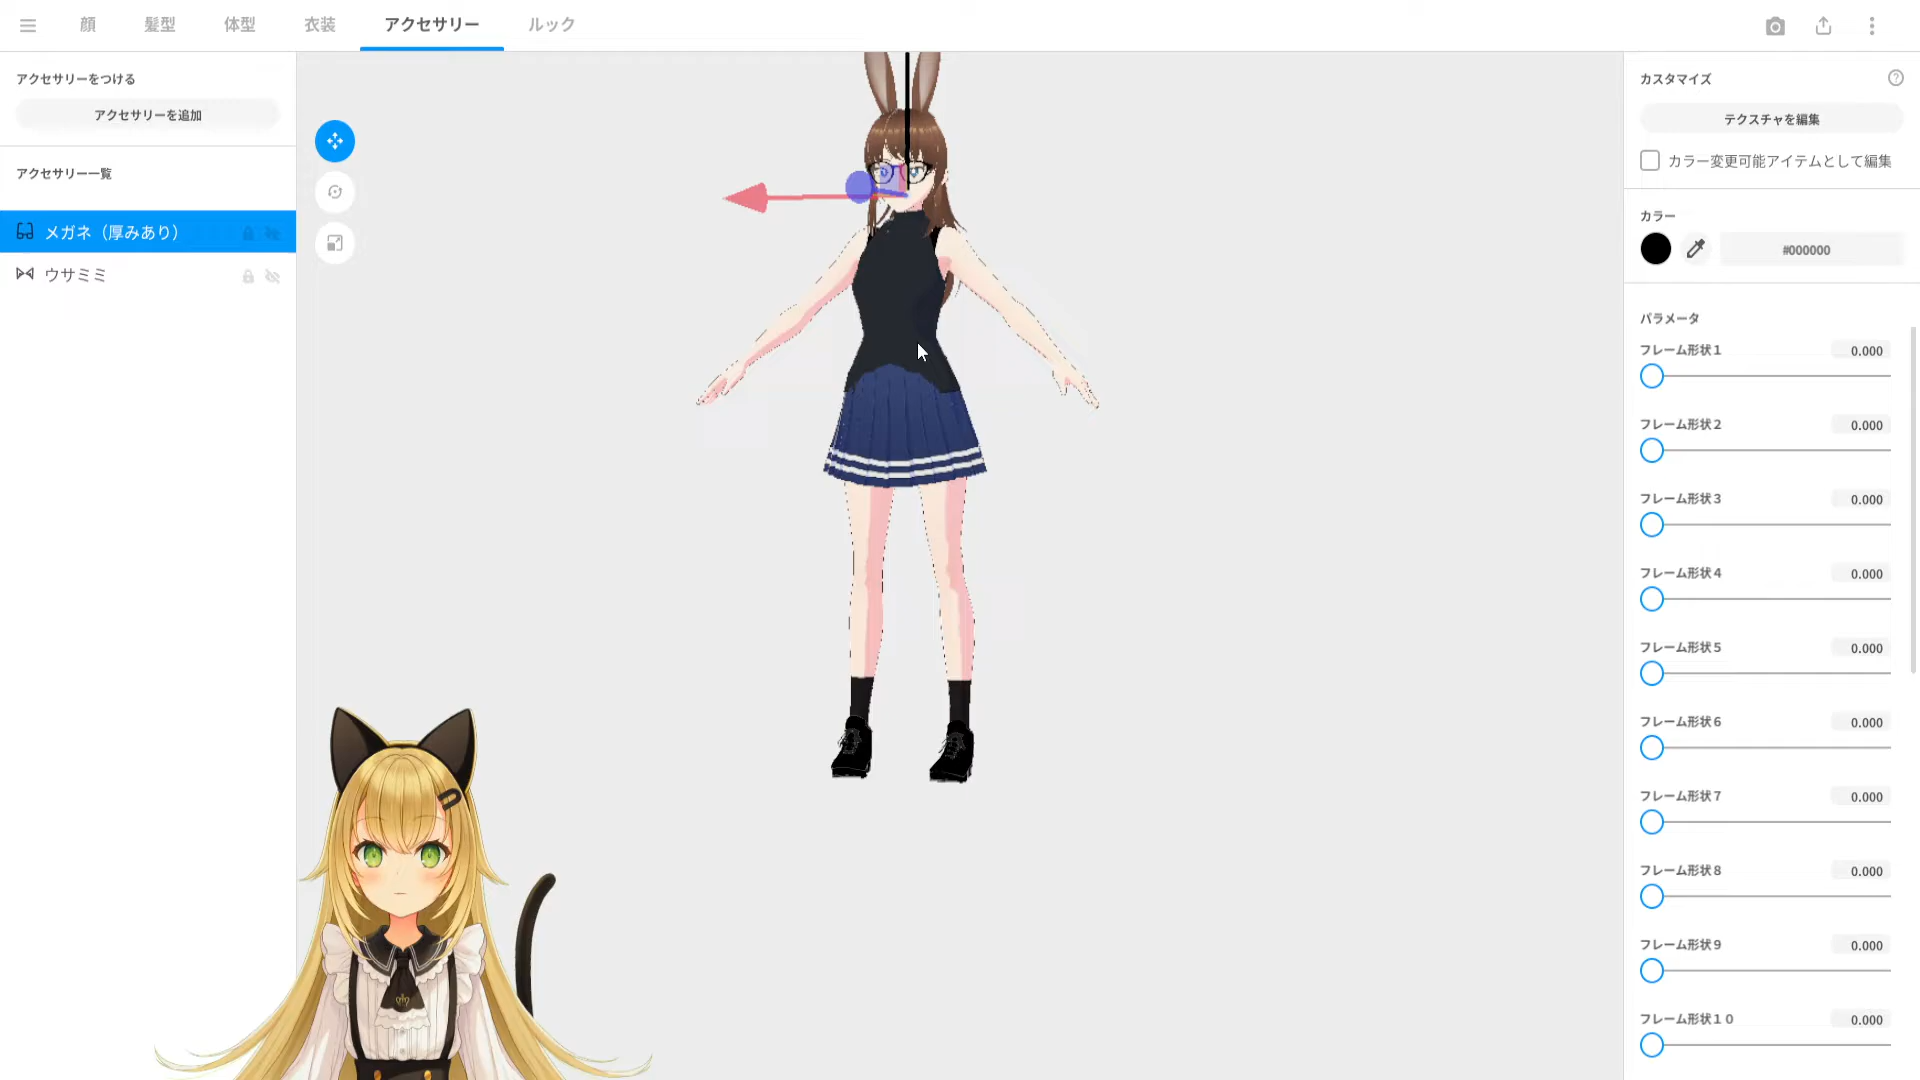 顔 髪型 体型 衣装 アクセサリー ルック
アクセサリーをつける
アクセサリーを追加
アクセサリー一覧
メガネ（厚みあり）
ウサミミ
カスタマイズ
テクスチャを編集
カラー変更可能アイテムとして編集
カラー
#000000
パラメータ
フレーム形状１ 0.000
フレーム形状２ 0.000
フレーム形状３ 0.000
フレーム形状４ 0.000
フレーム形状５ 0.000
フレーム形状６ 0.000
フレーム形状７ 0.000
フレーム形状８ 0.000
フレーム形状９ 0.000
フレーム形状１０ 0.000